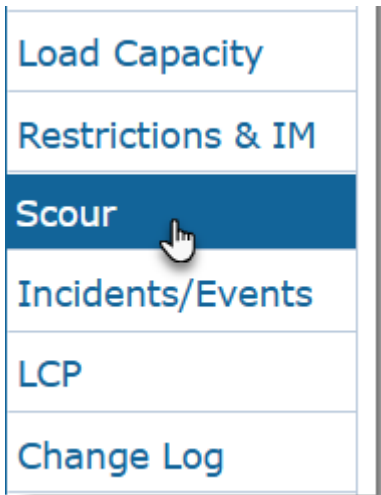 Load Capacity
Restrictions & IM
Scour
Incidents/Events
LCP
Change Log